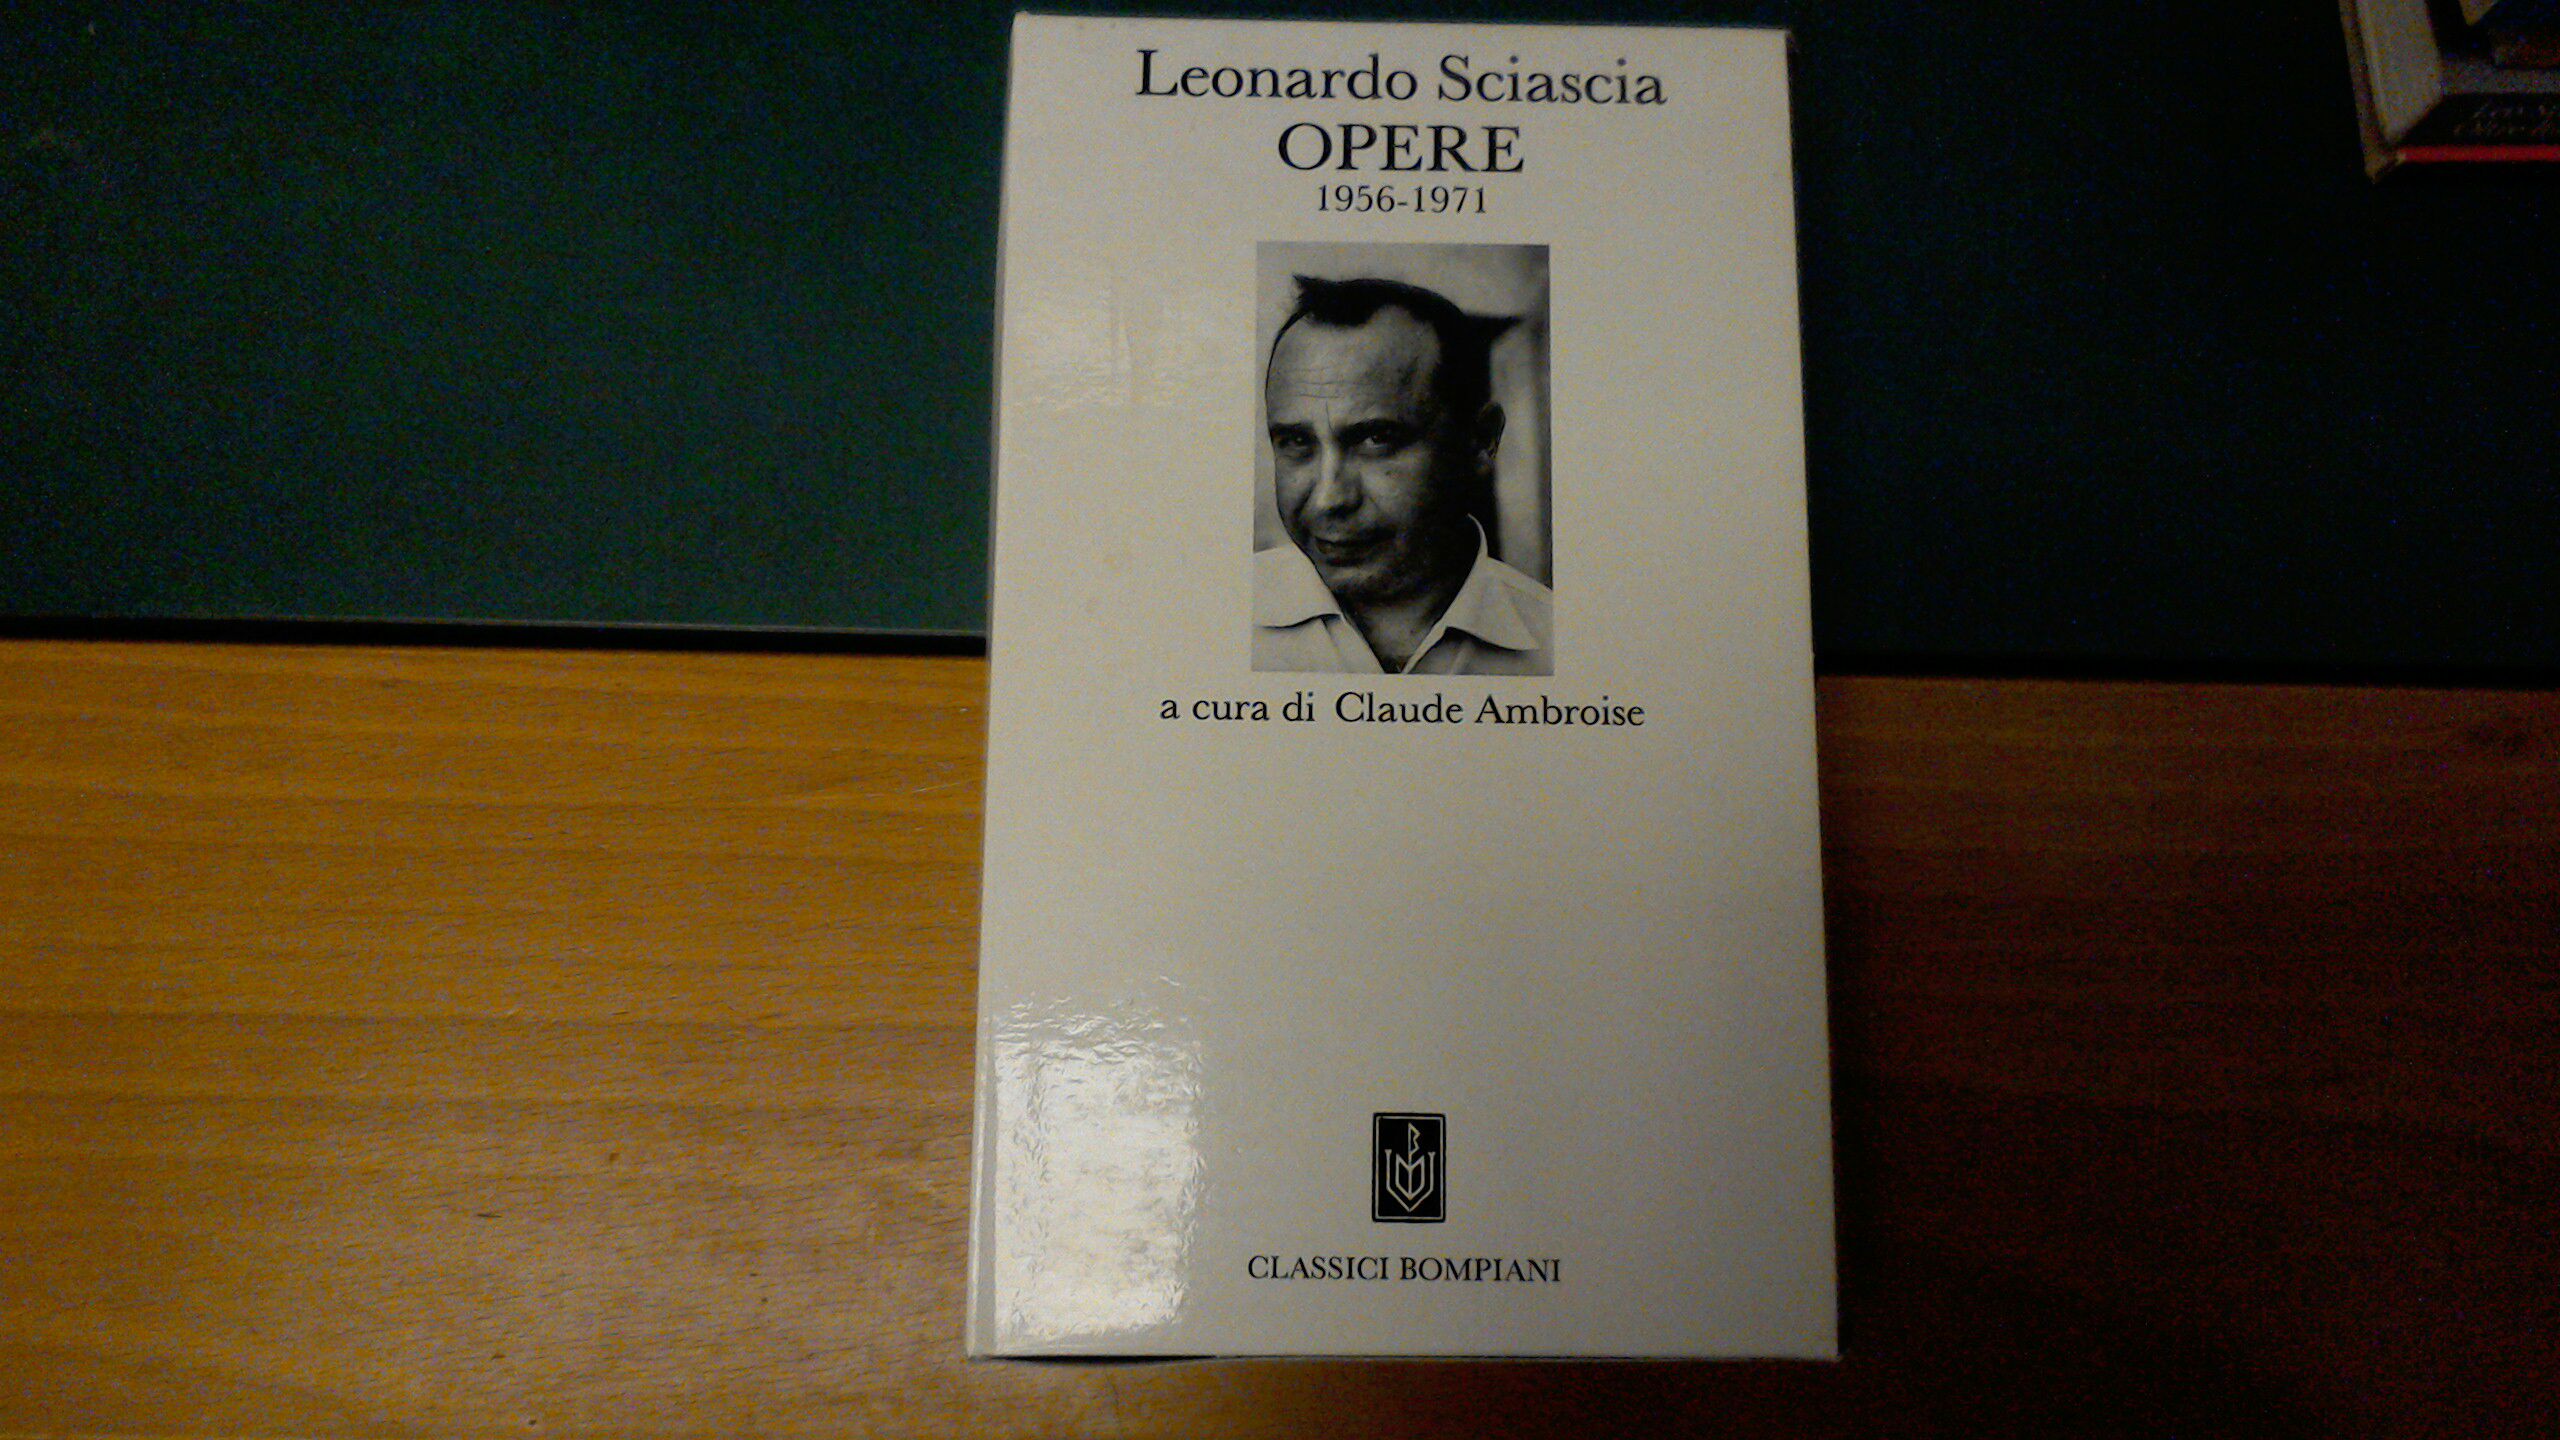 Leonardo Sciascia
OPERE
1956-1971
a cura di Claude Ambroise
CLASSICI BOMPIANI